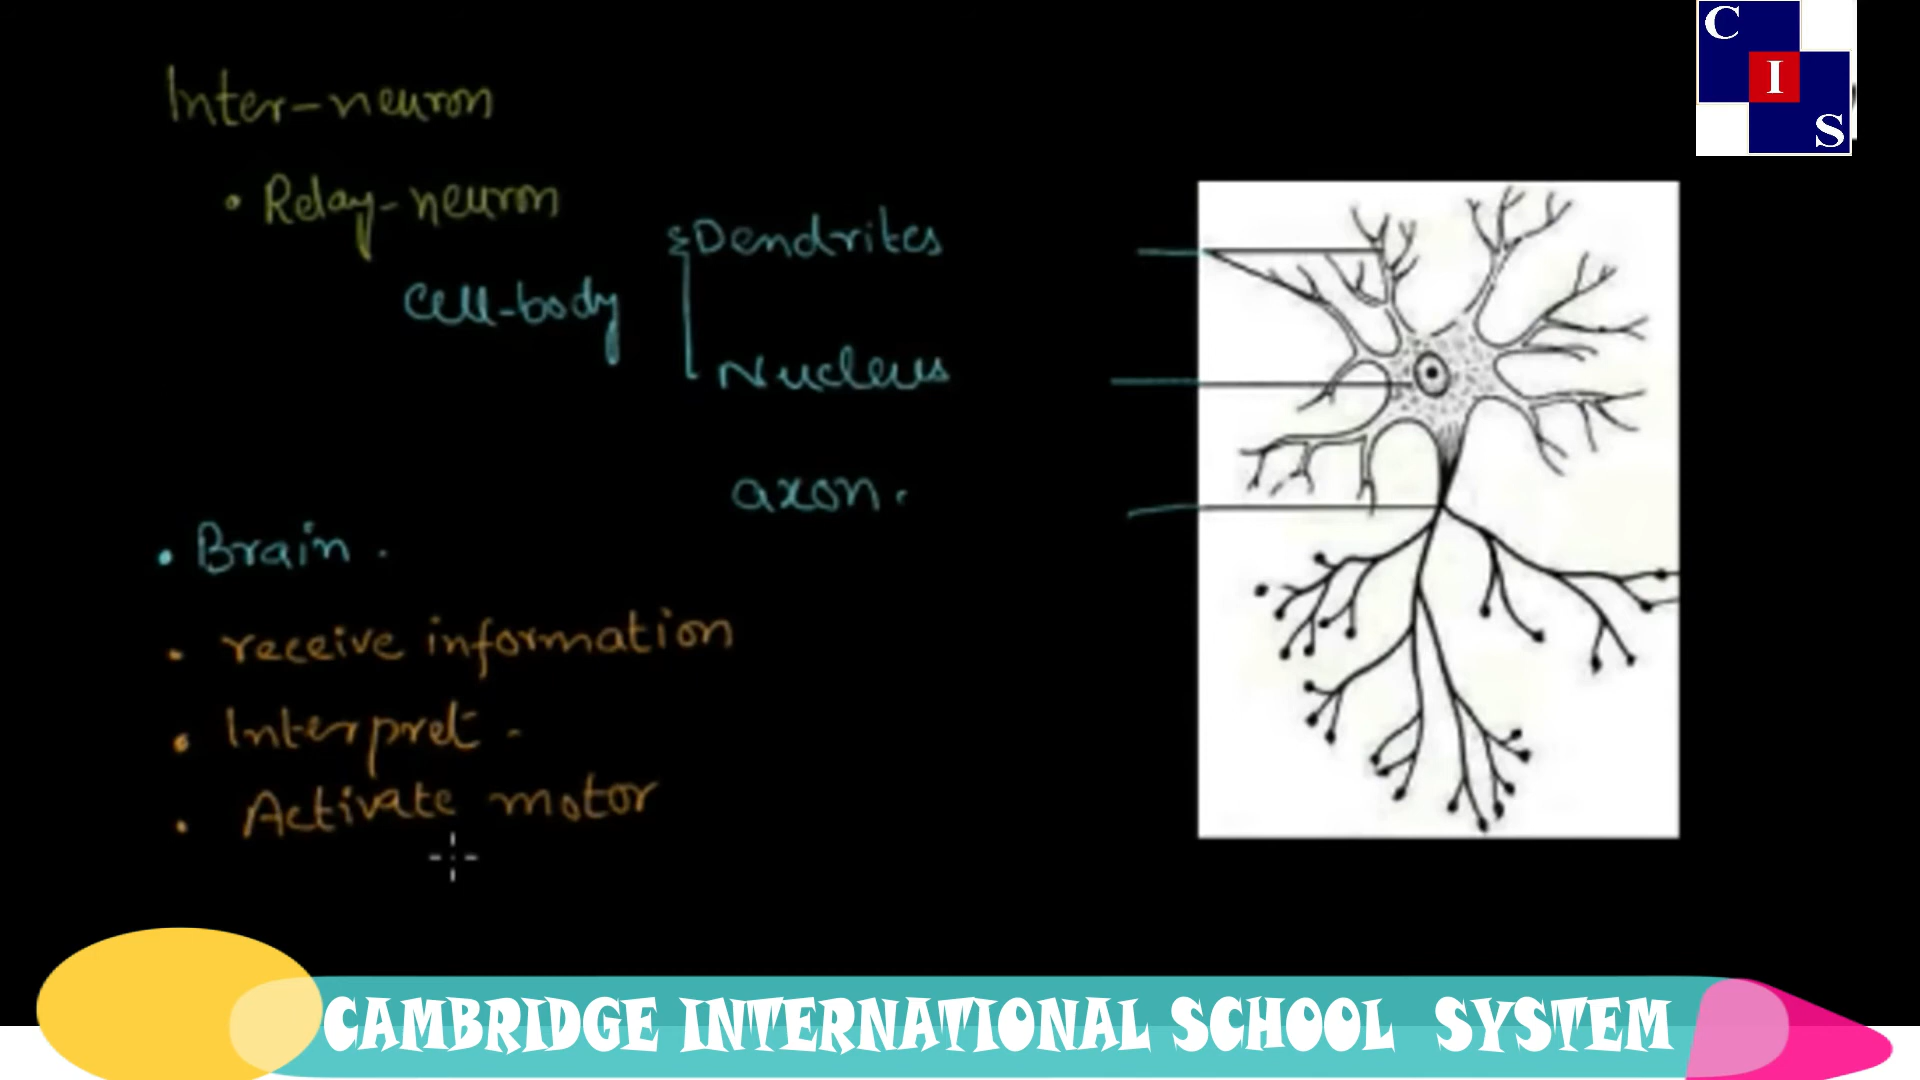 C
I
S
Inter-neuron
• Relay-neuron
Dendrites
Cell-body
Nucleus
axon.
• Brain.
• receive information
• Interpret.
• Activate motor
CAMBRIDGE INTERNATIONAL SCHOOL SYSTEM